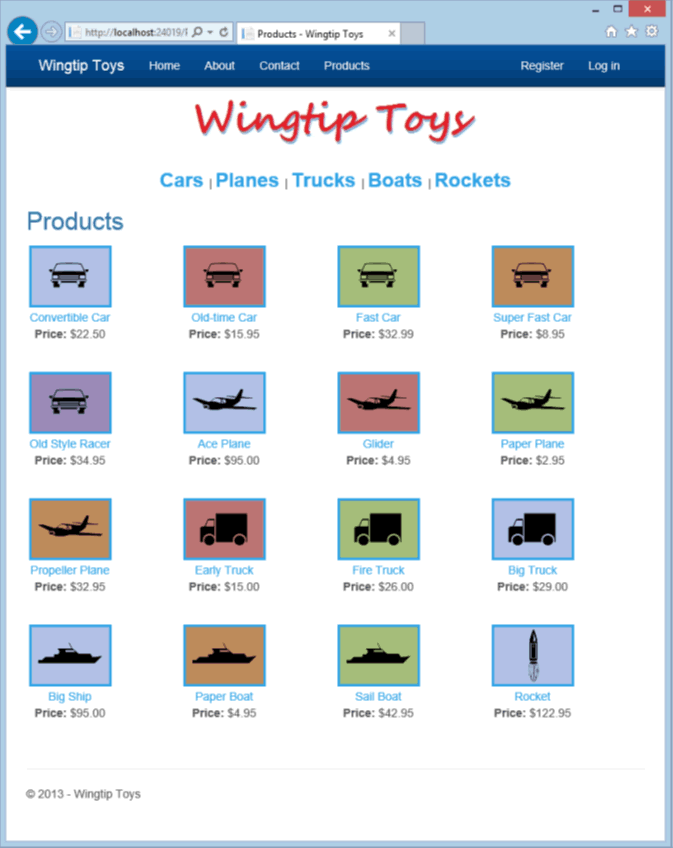 http://localhost:24019/
Products - Wingtip Toys
Wingtip Toys Home About Contact Products Register Log in
Wingtip Toys
Cars | Planes | Trucks | Boats | Rockets
Products
Convertible Car Old-time Car Fast Car Super Fast Car
Price: $22.50 Price: $15.95 Price: $32.99 Price: $8.95
Old Style Racer Ace Plane Glider Paper Plane
Price: $34.95 Price: $95.00 Price: $4.95 Price: $2.95
Propeller Plane Early Truck Fire Truck Big Truck
Price: $32.95 Price: $15.00 Price: $26.00 Price: $29.00
Big Ship Paper Boat Sail Boat Rocket
Price: $95.00 Price: $4.95 Price: $42.95 Price: $122.95
© 2013 - Wingtip Toys